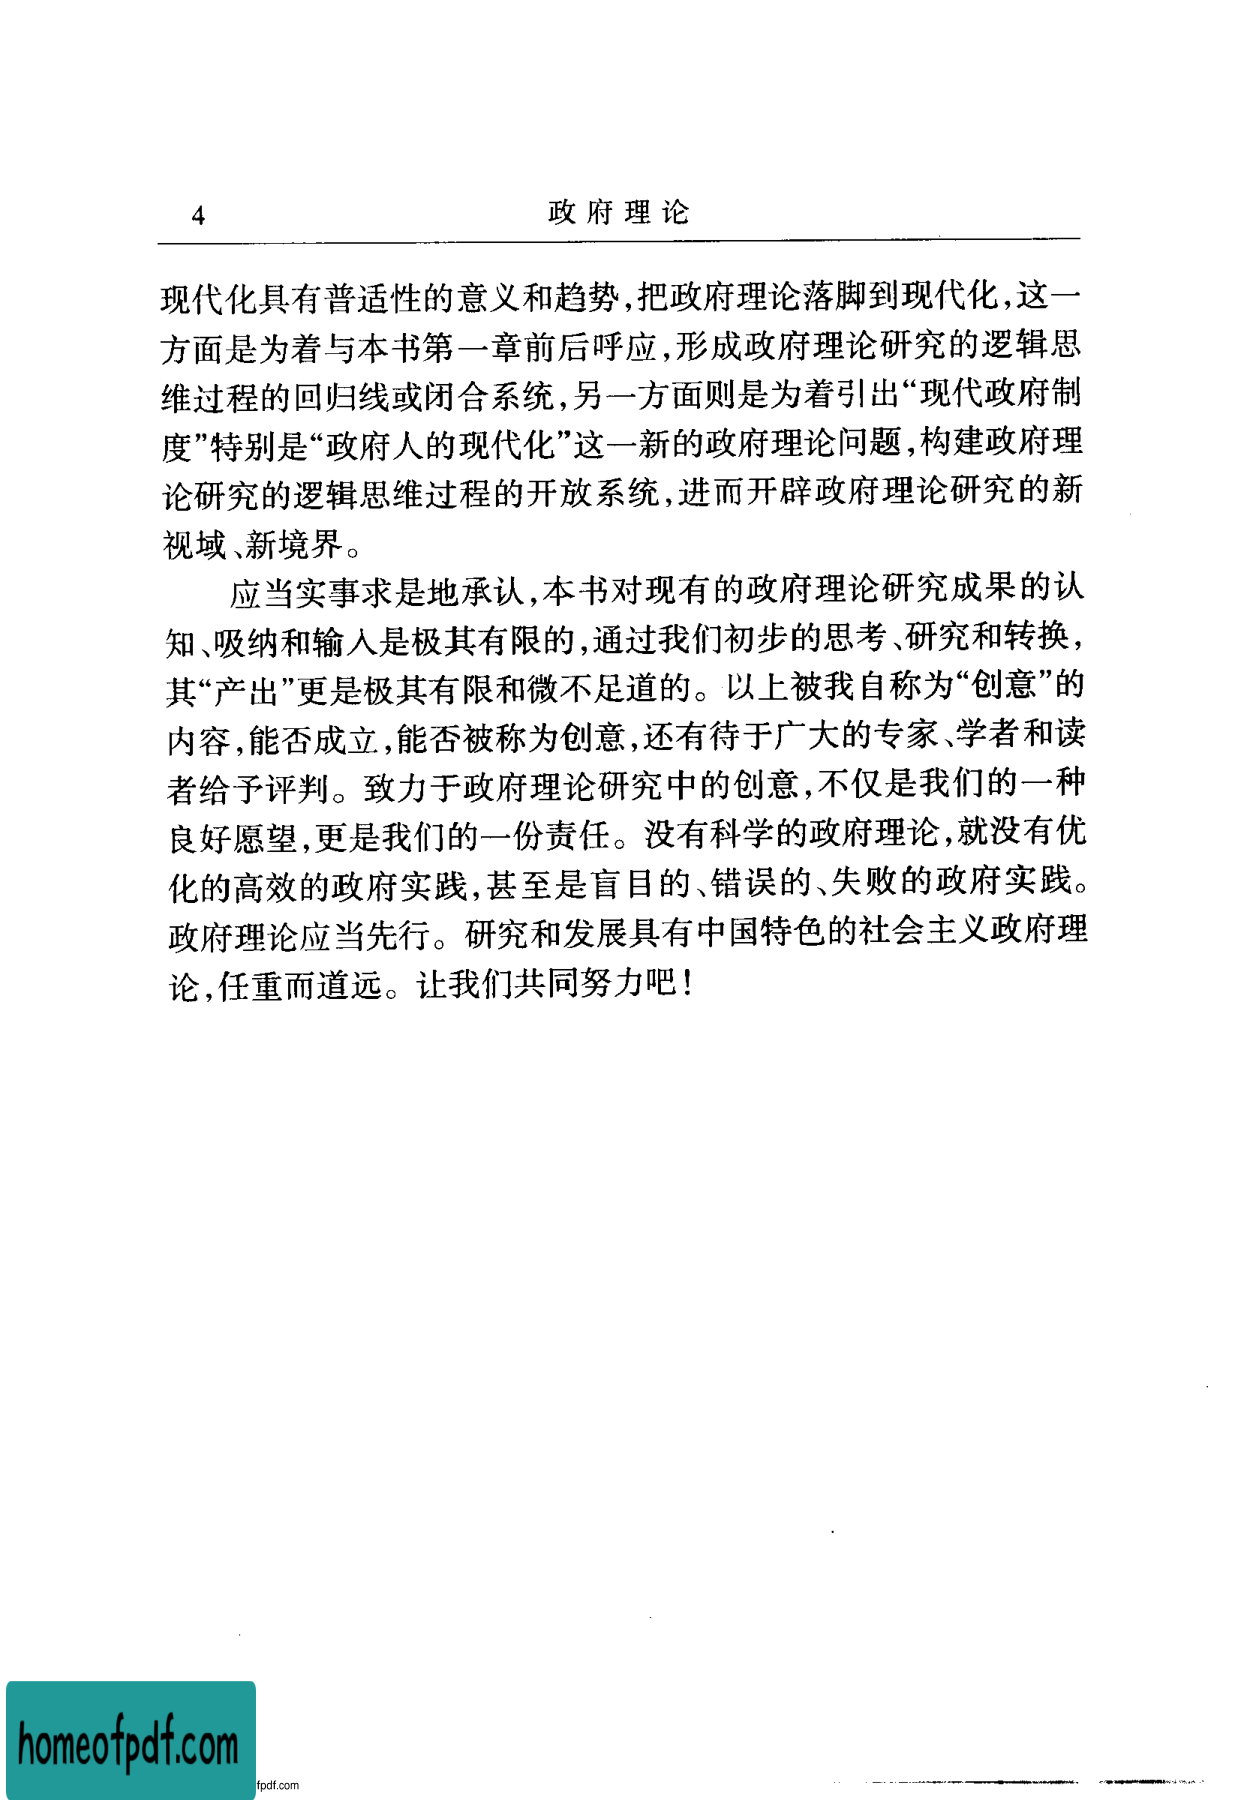 4 政府理论
现代化具有普适性的意义和趋势,把政府理论落脚到现代化,这一
方面是为着与本书第一章前后呼应,形成政府理论研究的逻辑思
维过程的回归线或闭合系统,另一方面则是为着引出“现代政府制
度”特别是“政府人的现代化”这一新的政府理论问题,构建政府理
论研究的逻辑思维过程的开放系统,进而开辟政府理论研究的新
视域、新境界。
应当实事求是地承认,本书对现有的政府理论研究成果的认
知、吸纳和输入是极其有限的,通过我们初步的思考、研究和转换,
其“产出”更是极其有限和微不足道的。以上被我自称为“创意”的
内容,能否成立,能否被称为创意,还有待于广大的专家、学者和读
者给予评判。致力于政府理论研究中的创意,不仅是我们的一种
良好愿望,更是我们的一份责任。没有科学的政府理论,就没有优
化的高效的政府实践,甚至是盲目的、错误的、失败的政府实践。
政府理论应当先行。研究和发展具有中国特色的社会主义政府理
论,任重而道远。让我们共同努力吧!
homeofpdf.com
fpdf.com